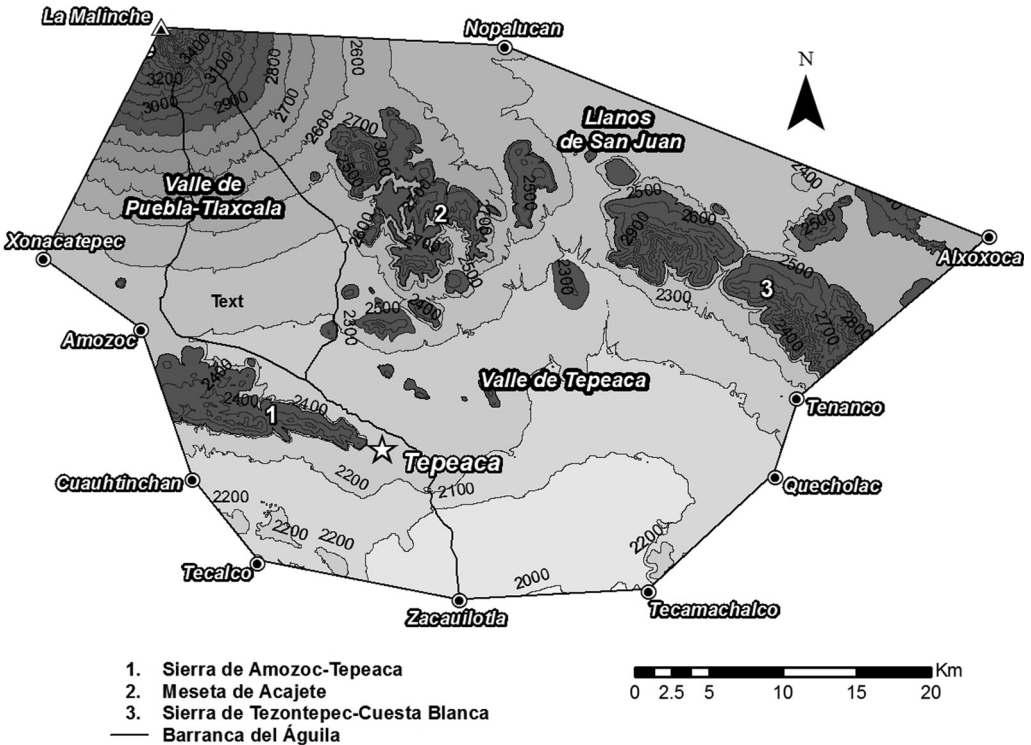 La Malinche
Nopalucan
N
3400
3100
3200
3000
2900
2800
2700
2600
2600
Llanos
de San Juan
2700
3000
2500
2
2700
2500
2500
2600
2900
2400
2500
Valle de
Puebla-Tlaxcala
Xonacatepec
Alxoxoca
Text
2300
2500
2400
2300
2300
2500
3
2400
2700
2800
Amozoc
Valle de Tepeaca
Tenanco
2400
2400
2400
1
Tepeaca
2200
2100
Cuauhtinchan
Quecholac
2200
2200
2200
2200
Tecalco
2000
Zacauilotla
Tecamachalco
1. Sierra de Amozoc-Tepeaca
2. Meseta de Acajete
3. Sierra de Tezontepec-Cuesta Blanca
Barranca del Águila
Km
0 2.5 5 10 15 20